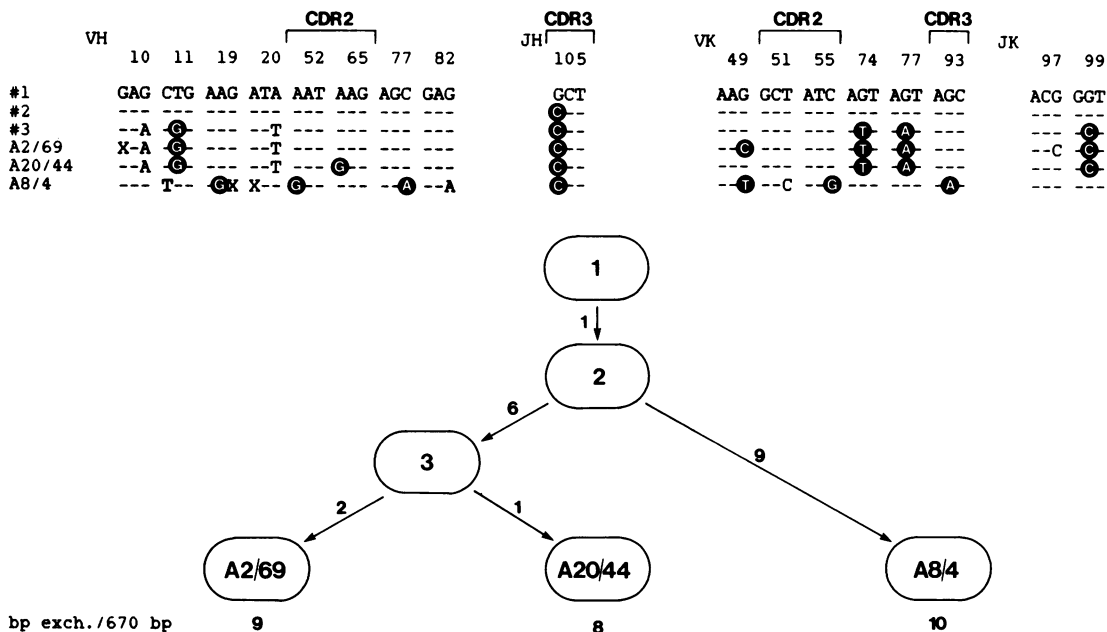 CDR2 CDR3 CDR2 CDR3
VH JH VK JK
10 11 19 20 52 65 77 82 105 49 51 55 74 77 93 97 99
#1 GAG CTG AAG ATA AAT AAG AGC GAG GCT AAG GCT ATC AGT AGT AGC ACG GGT
#2 --- --- --- --- --- --- --- --- C-- --- --- --- --- --- --- --- ---
#3 --A -G- --- --T --- --- --- --- C-- --- --- --- -T- -A- --- --- -C-
A2/69 X-A -G- --- --T --- --- --- --- C-- -C- --- --- -T- -A- --- --C -C-
A20/44 --A -G- --- --T --- -G- --- --- C-- --- --- --- -T- -A- --- --- -C-
A8/4 --- T-- -GX X-- -G- --- -A- --A C-- -T- --C --G --- --- -A- --- ---
1
1
2
6
9
3
2
1
A2/69 A20/44 A8/4
bp exch./670 bp 9 8 10